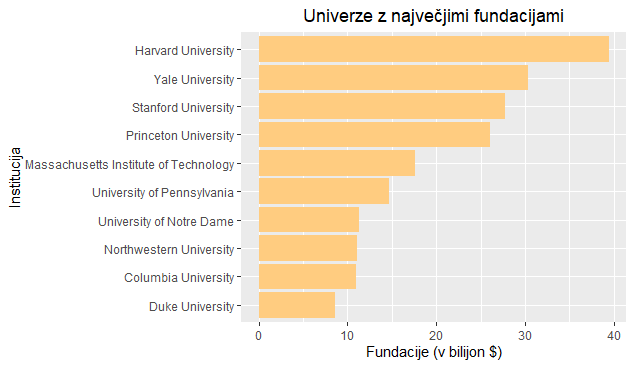 Univerze z največjimi fundacijami
Institucija
Harvard University
Yale University
Stanford University
Princeton University
Massachusetts Institute of Technology
University of Pennsylvania
University of Notre Dame
Northwestern University
Columbia University
Duke University
0 10 20 30 40
Fundacije (v bilijon $)